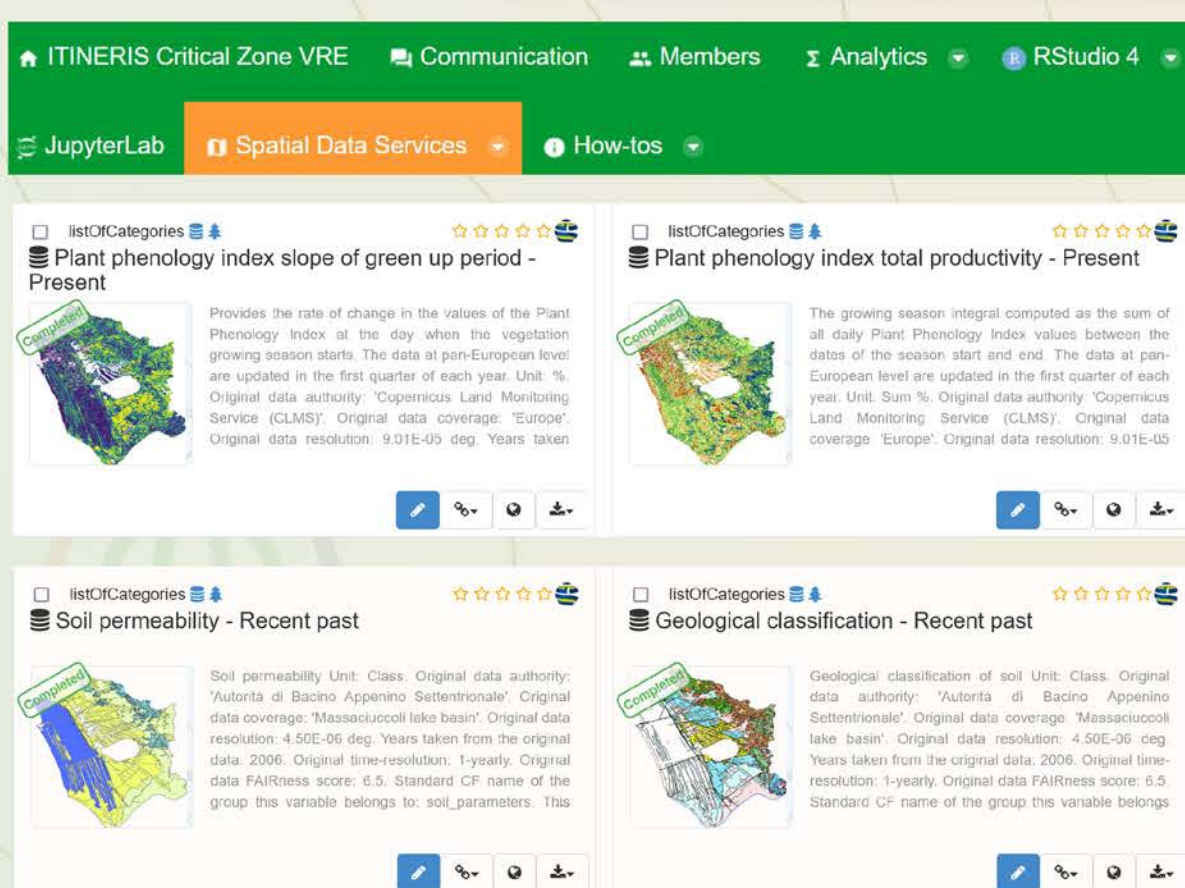 ITINERIS Critical Zone VRE Communication Members Σ Analytics R RStudio 4
JupyterLab Spatial Data Services How-tos
listOfCategories
Plant phenology index slope of green up period -
Present
Completed
Provides the rate of change in the values of the Plant
Phenology Index at the day when the vegetation
growing season starts. The data at pan-European level
are updated in the first quarter of each year. Unit: %.
Original data authority: 'Copernicus Land Monitoring
Service (CLMS)'. Original data coverage: 'Europe'.
Original data resolution: 9.01E-05 deg. Years taken
listOfCategories
Plant phenology index total productivity - Present
Completed
The growing season integral computed as the sum of
all daily Plant Phenology Index values between the
dates of the season start and end. The data at pan-
European level are updated in the first quarter of each
year. Unit: Sum %. Original data authority: 'Copernicus
Land Monitoring Service (CLMS)'. Original data
coverage 'Europe'. Original data resolution: 9.01E-05
listOfCategories
Soil permeability - Recent past
Completed
Soil permeability Unit: Class. Original data authority:
'Autorità di Bacino Appenino Settentrionale'. Original
data coverage: 'Massaciuccoli lake basin'. Original data
resolution: 4.50E-06 deg. Years taken from the original
data: 2006. Original time-resolution: 1-yearly. Original
data FAIRness score: 6.5. Standard CF name of the
group this variable belongs to: soil_parameters. This
listOfCategories
Geological classification - Recent past
Completed
Geological classification of soil Unit: Class. Original
data authority: 'Autorità di Bacino Appenino
Settentrionale'. Original data coverage 'Massaciuccoli
lake basin'. Original data resolution: 4.50E-06 deg.
Years taken from the original data: 2006. Original time-
resolution: 1-yearly. Original data FAIRness score: 6.5.
Standard CF name of the group this variable belongs